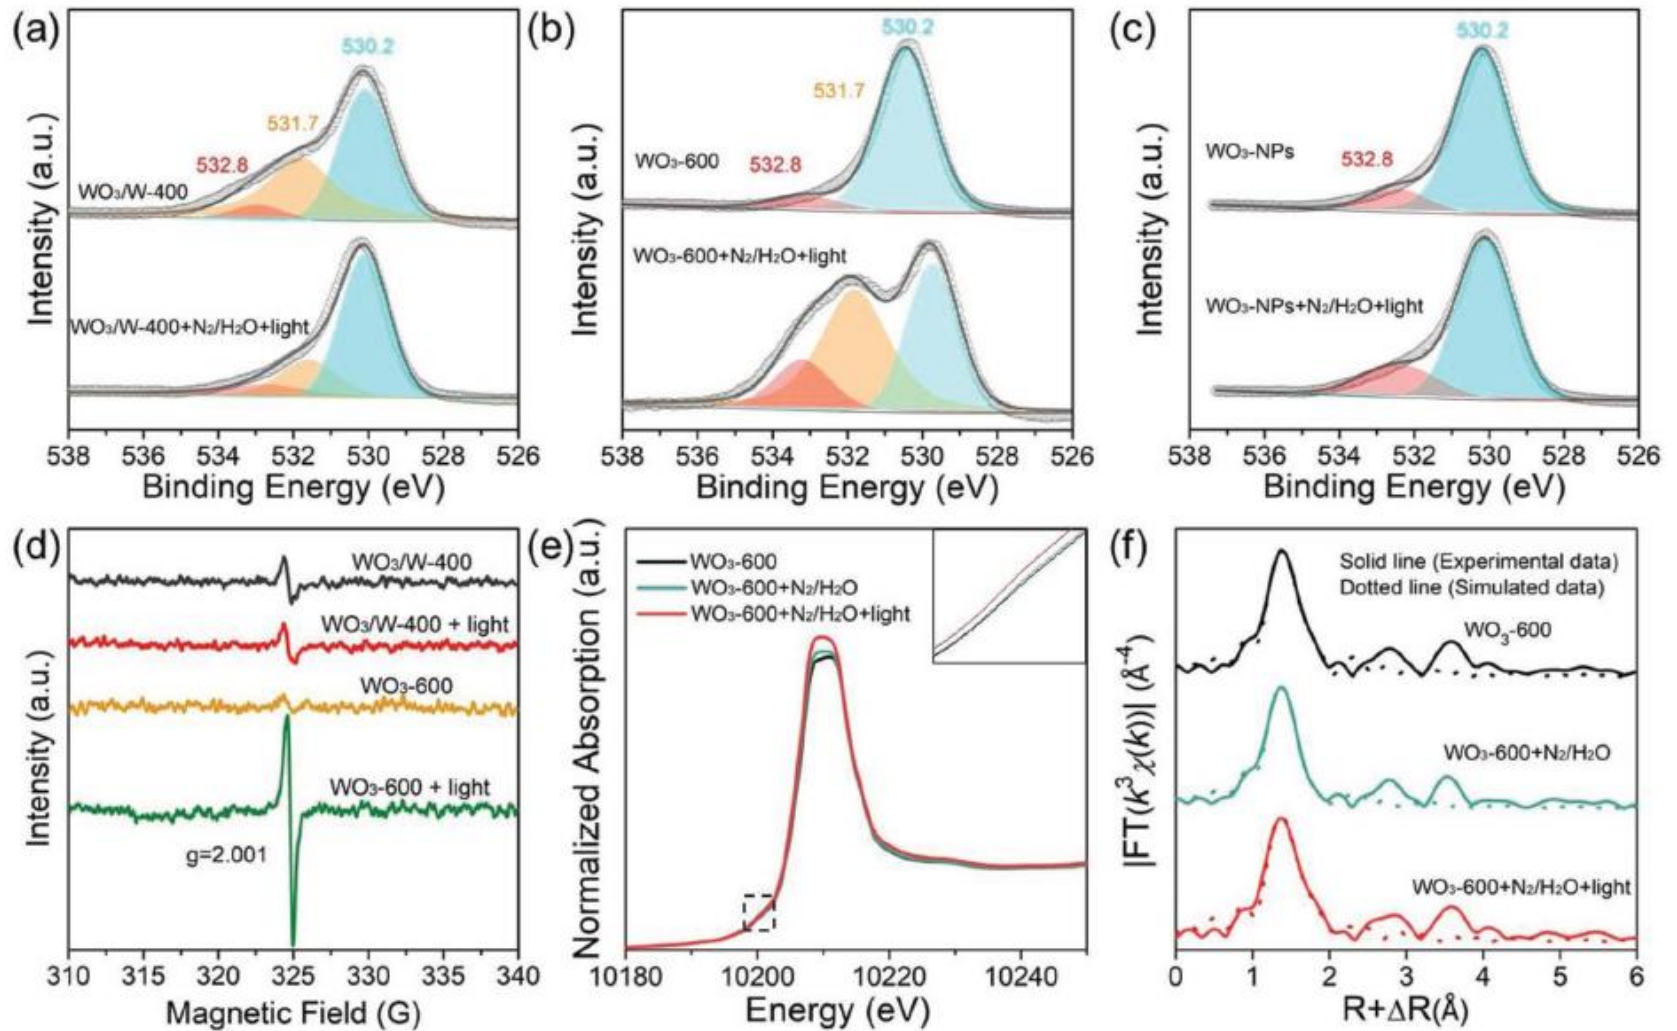 (a)
530.2
531.7
532.8
WO₃/W-400
WO₃/W-400+N₂/H₂O+light
Intensity (a.u.)
538 536 534 532 530 528 526
Binding Energy (eV)
(b)
530.2
531.7
WO₃-600
532.8
WO₃-600+N₂/H₂O+light
Intensity (a.u.)
538 536 534 532 530 528 526
Binding Energy (eV)
(c)
530.2
WO₃-NPs
532.8
WO₃-NPs+N₂/H₂O+light
Intensity (a.u.)
538 536 534 532 530 528 526
Binding Energy (eV)
(d)
WO₃/W-400
WO₃/W-400 + light
WO₃-600
WO₃-600 + light
g=2.001
Intensity (a.u.)
310 315 320 325 330 335 340
Magnetic Field (G)
(e)
WO₃-600
WO₃-600+N₂/H₂O
WO₃-600+N₂/H₂O+light
Normalized Absorption (a.u.)
10180 10200 10220 10240
Energy (eV)
(f)
Solid line (Experimental data)
Dotted line (Simulated data)
WO₃-600
WO₃-600+N₂/H₂O
WO₃-600+N₂/H₂O+light
|FT(k³ χ(k))| (Å⁻⁴)
0 1 2 3 4 5 6
R+ΔR(Å)